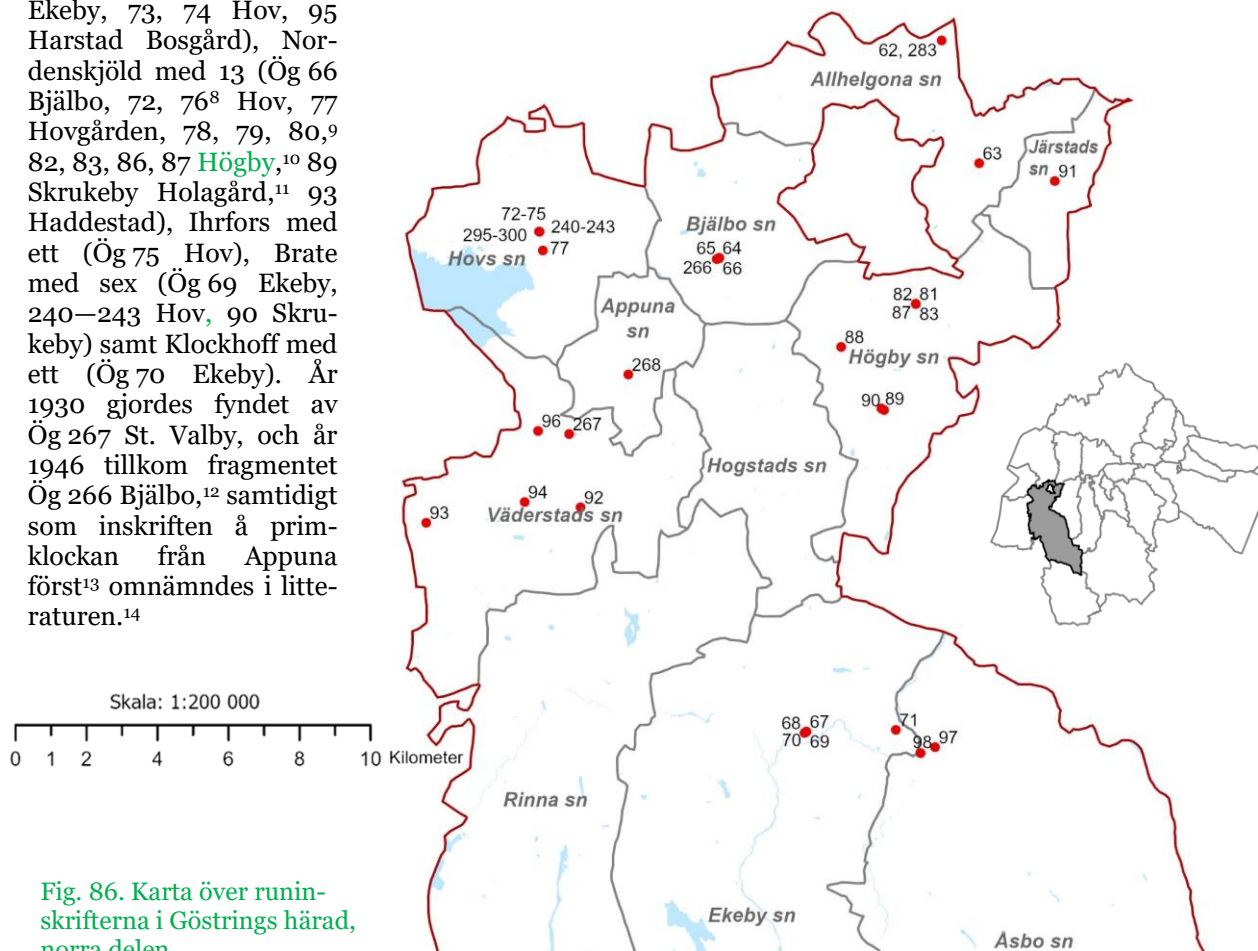 Ekeby, 73, 74 Hov, 95
Harstad Bosgård), Nor-
denskjöld med 13 (Ög 66
Bjälbo, 72, 76⁸ Hov, 77
Hovgården, 78, 79, 80,⁹
82, 83, 86, 87 Högby,¹⁰ 89
Skrukeby Holagård,¹¹ 93
Haddestad), Ihrfors med
ett (Ög 75 Hov), Brate
med sex (Ög 69 Ekeby,
240—243 Hov, 90 Skru-
keby) samt Klockhoff med
ett (Ög 70 Ekeby). År
1930 gjordes fyndet av
Ög 267 St. Valby, och år
1946 tillkom fragmentet
Ög 266 Bjälbo,¹² samtidigt
som inskriften å prim-
klockan från Appuna
först¹³ omnämndes i litte-
raturen.¹⁴
Skala: 1:200 000
0 1 2 4 6 8 10 Kilometer
Fig. 86. Karta över runin-
skrifterna i Göstrings härad,
norra delen
62, 283
Allhelgona sn
63
Järstads
sn
91
72-75
295-300 240-243
77
Hovs sn
Bjälbo sn
65 64
266 66
Appuna
sn
268
82 81
87 83
88
Högby sn
90 89
96 267
Hogstads sn
94 92
93
Väderstads sn
68 67
70 69
71
98 97
Rinna sn
Ekeby sn
Åsbo sn